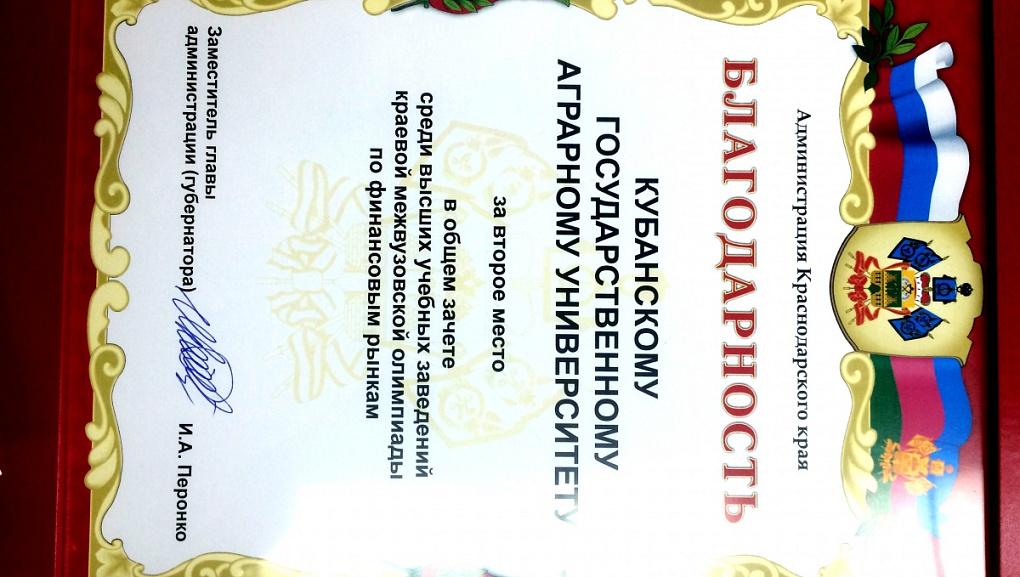 Администрация Краснодарского края
БЛАГОДАРНОСТЬ
КУБАНСКОМУ
ГОСУДАРСТВЕННОМУ
АГРАРНОМУ УНИВЕРСИТЕТУ
за второе место
в общем зачете
среди высших учебных заведений
краевой межвузовской олимпиады
по финансовым рынкам
Заместитель главы
администрации (губернатора)
И.А. Перонко